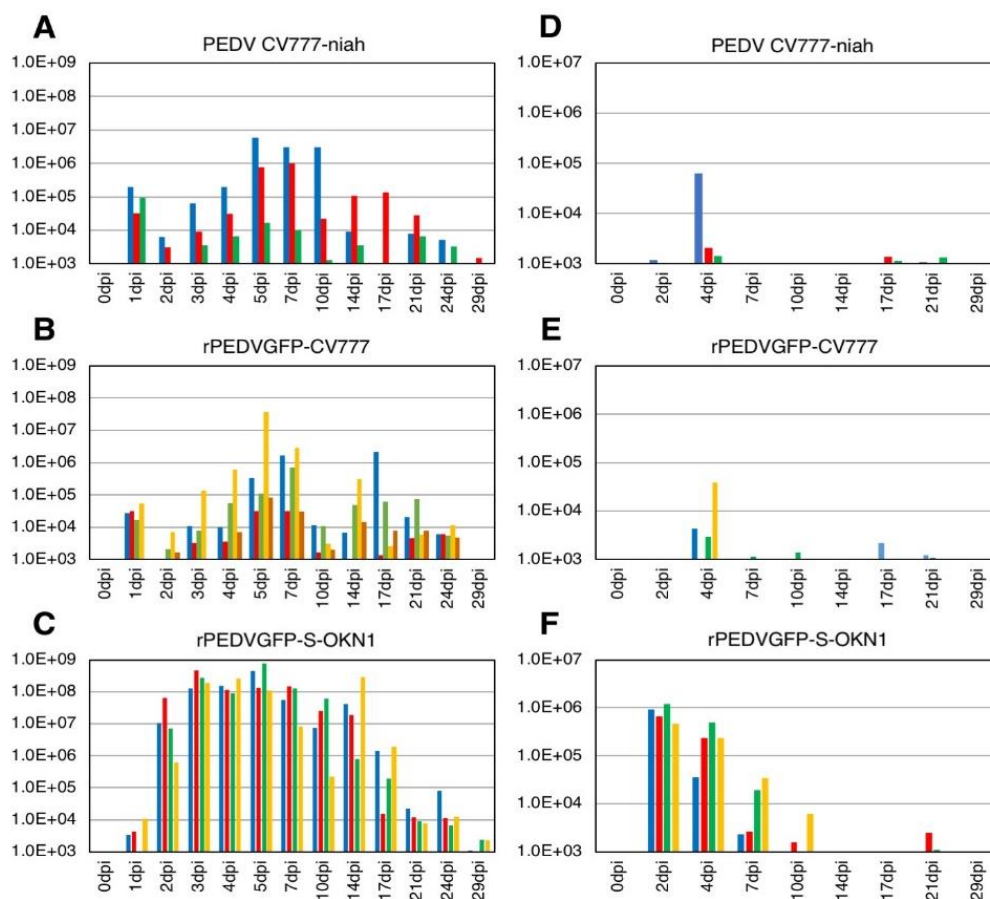 A
PEDV CV777-niah
1.0E+09
1.0E+08
1.0E+07
1.0E+06
1.0E+05
1.0E+04
1.0E+03
0dpi 1dpi 2dpi 3dpi 4dpi 5dpi 7dpi 10dpi 14dpi 17dpi 21dpi 24dpi 29dpi
D
PEDV CV777-niah
1.0E+07
1.0E+06
1.0E+05
1.0E+04
1.0E+03
0dpi 2dpi 4dpi 7dpi 10dpi 14dpi 17dpi 21dpi 29dpi
B
rPEDVGFP-CV777
1.0E+09
1.0E+08
1.0E+07
1.0E+06
1.0E+05
1.0E+04
1.0E+03
0dpi 1dpi 2dpi 3dpi 4dpi 5dpi 7dpi 10dpi 14dpi 17dpi 21dpi 24dpi 29dpi
E
rPEDVGFP-CV777
1.0E+07
1.0E+06
1.0E+05
1.0E+04
1.0E+03
0dpi 2dpi 4dpi 7dpi 10dpi 14dpi 17dpi 21dpi 29dpi
C
rPEDVGFP-S-OKN1
1.0E+09
1.0E+08
1.0E+07
1.0E+06
1.0E+05
1.0E+04
1.0E+03
0dpi 1dpi 2dpi 3dpi 4dpi 5dpi 7dpi 10dpi 14dpi 17dpi 21dpi 24dpi 29dpi
F
rPEDVGFP-S-OKN1
1.0E+07
1.0E+06
1.0E+05
1.0E+04
1.0E+03
0dpi 2dpi 4dpi 7dpi 10dpi 14dpi 17dpi 21dpi 29dpi